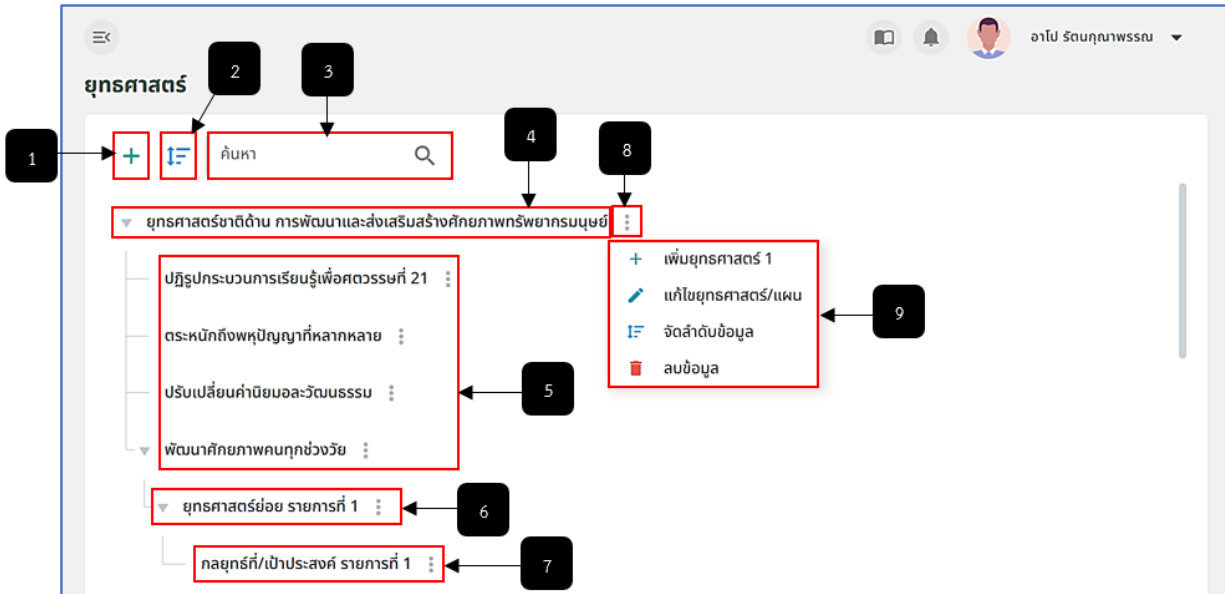 อาโป รัตนกุณาพรรณ
ยุทธศาสตร์
2
3
1
ค้นหา
4
8
ยุทธศาสตร์ชาติด้าน การพัฒนาและส่งเสริมสร้างศักยภาพทรัพยากรมนุษย์
เพิ่มยุทธศาสตร์ 1
แก้ไขยุทธศาสตร์/แผน
จัดลำดับข้อมูล
ลบข้อมูล
9
ปฏิรูปกระบวนการเรียนรู้เพื่อศตวรรษที่ 21
ตระหนักถึงพหุปัญญาที่หลากหลาย
ปรับเปลี่ยนค่านิยมอละวัฒนธรรม
5
พัฒนาศักยภาพคนทุกช่วงวัย
ยุทธศาสตร์ย่อย รายการที่ 1
6
กลยุทธ์ที่/เป้าประสงค์ รายการที่ 1
7